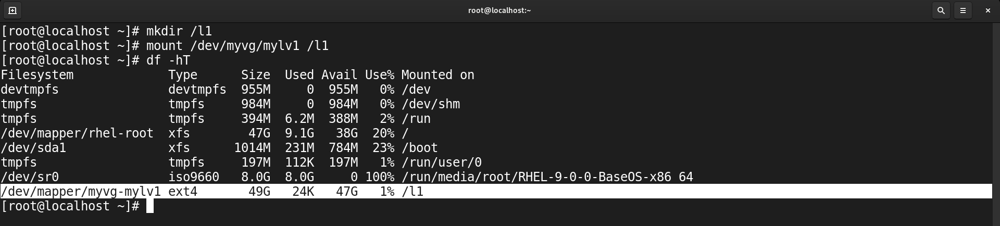 root@localhost:~
[root@localhost ~]# mkdir /l1
[root@localhost ~]# mount /dev/myvg/mylv1 /l1
[root@localhost ~]# df -hT
Filesystem             Type      Size  Used Avail Use% Mounted on
devtmpfs               devtmpfs  955M     0  955M   0% /dev
tmpfs                  tmpfs     984M     0  984M   0% /dev/shm
tmpfs                  tmpfs     394M  6.2M  388M   2% /run
/dev/mapper/rhel-root  xfs        47G  9.1G   38G  20% /
/dev/sda1              xfs      1014M  231M  784M  23% /boot
tmpfs                  tmpfs     197M  112K  197M   1% /run/user/0
/dev/sr0               iso9660   8.0G  8.0G     0 100% /run/media/root/RHEL-9-0-0-BaseOS-x86 64
/dev/mapper/myvg-mylv1 ext4       49G   24K   47G   1% /l1
[root@localhost ~]#